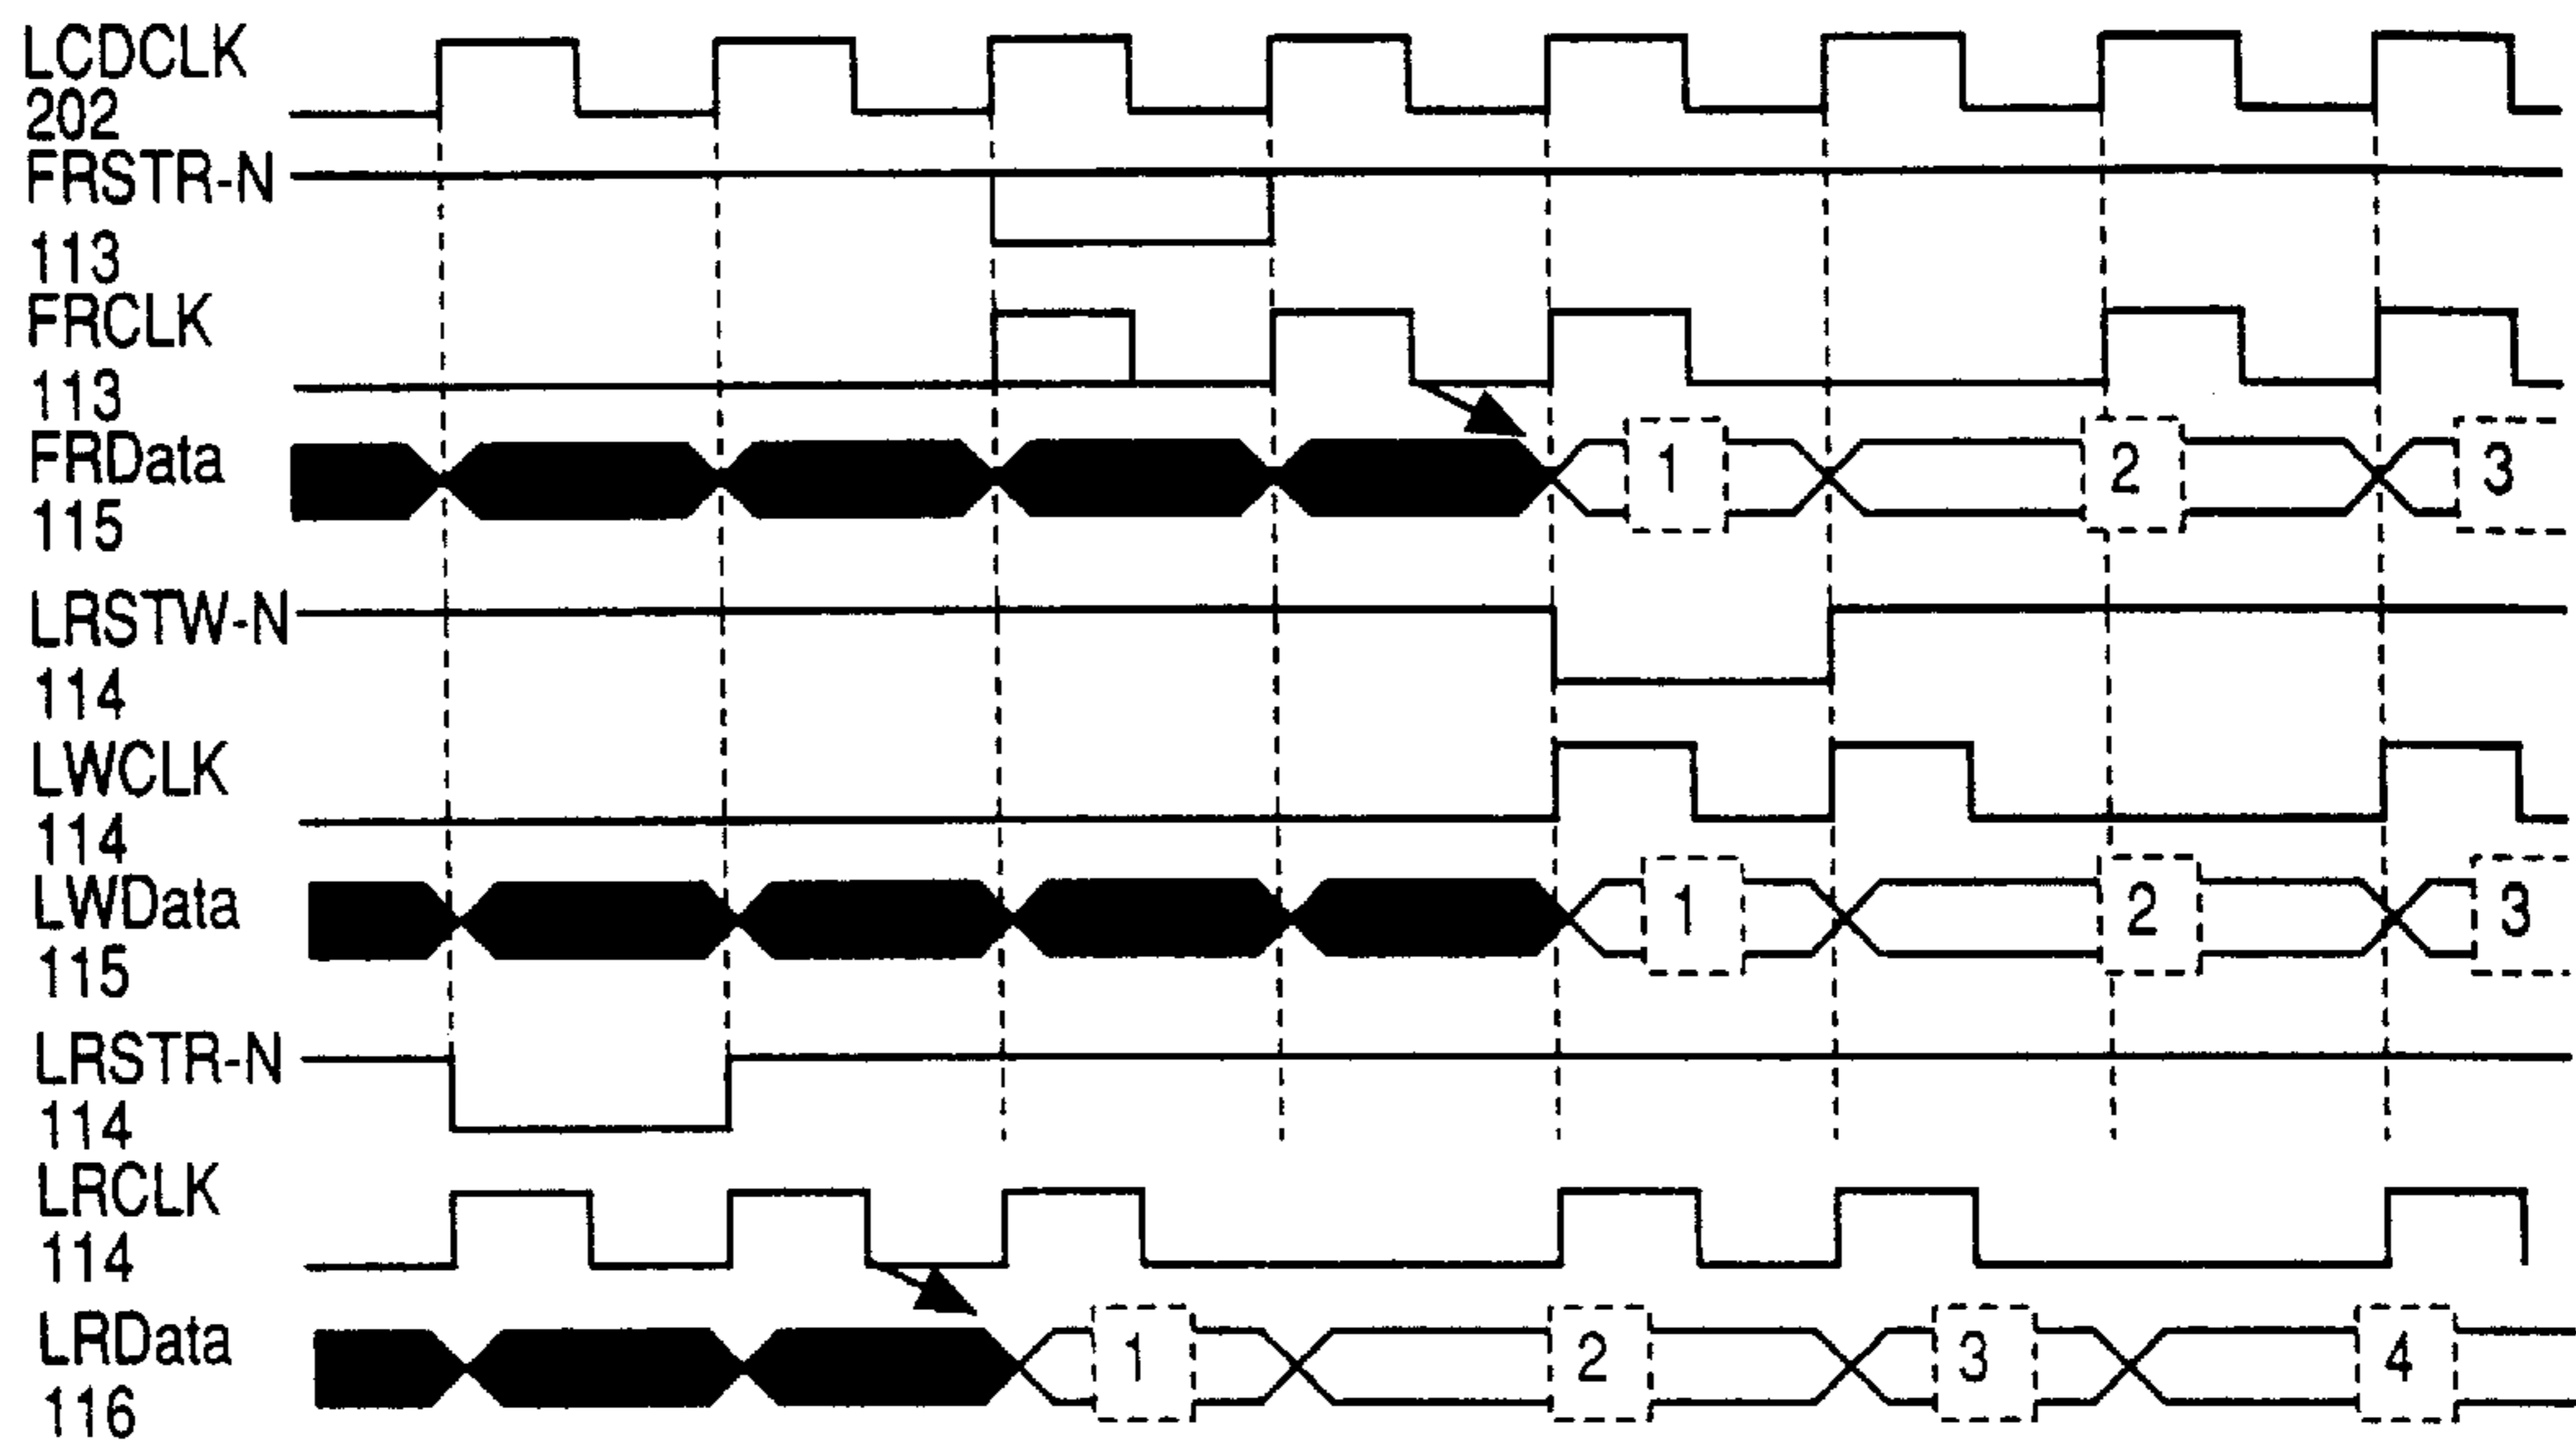 LCDCLK
202
FRSTR-N
113
FRCLK
113
FRData 1 2 3
115
LRSTW-N
114
LWCLK
114
LWData 1 2 3
115
LRSTR-N
114
LRCLK
114
LRData 1 2 3 4
116